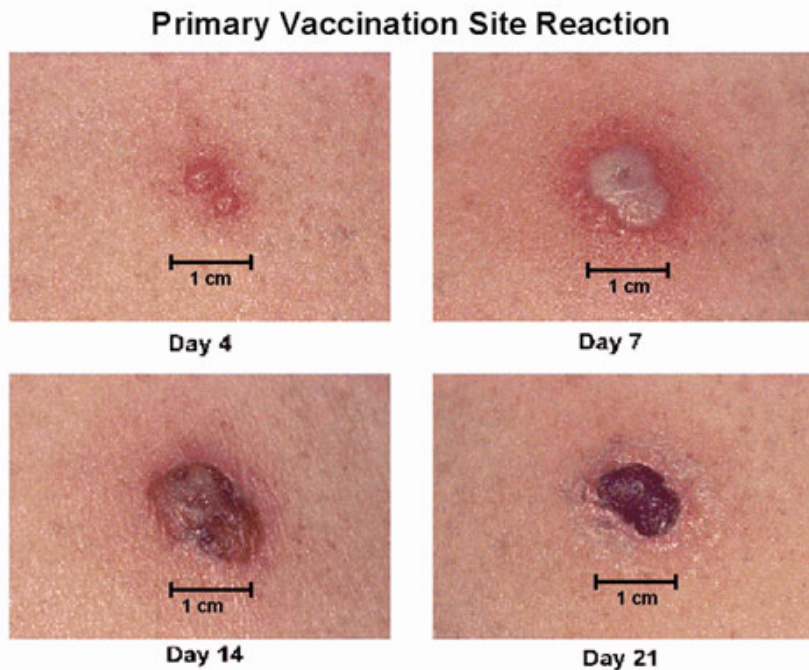 Primary Vaccination Site Reaction
1 cm
1 cm
Day 4
Day 7
1 cm
1 cm
Day 14
Day 21